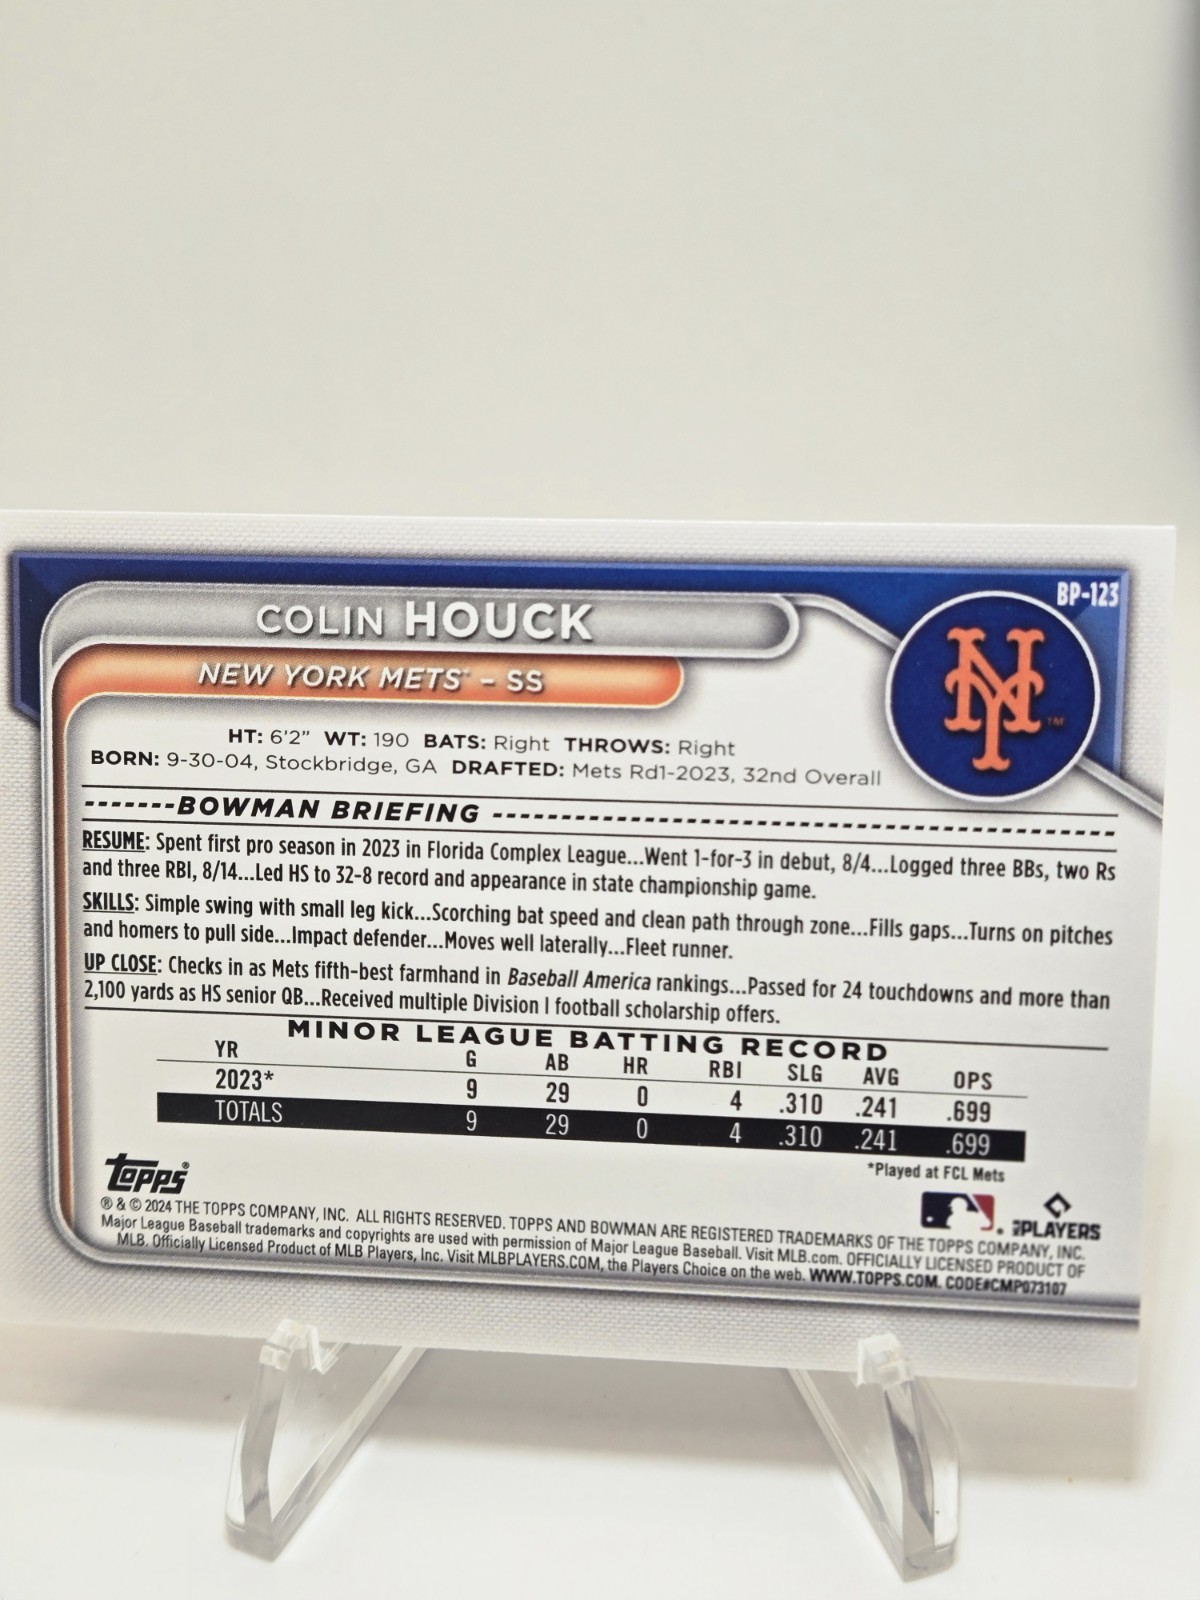 BP-123
COLIN HOUCK
NEW YORK METS - SS
NY ™
HT: 6'2" WT: 190 BATS: Right THROWS: Right
BORN: 9-30-04, Stockbridge, GA DRAFTED: Mets Rd1-2023, 32nd Overall
-------BOWMAN BRIEFING -------
RESUME: Spent first pro season in 2023 in Florida Complex League...Went 1-for-3 in debut, 8/4...Logged three BBs, two Rs
and three RBI, 8/14...Led HS to 32-8 record and appearance in state championship game.
SKILLS: Simple swing with small leg kick...Scorching bat speed and clean path through zone...Fills gaps...Turns on pitches
and homers to pull side...Impact defender...Moves well laterally...Fleet runner.
UP CLOSE: Checks in as Mets fifth-best farmhand in Baseball America rankings...Passed for 24 touchdowns and more than
2,100 yards as HS senior QB...Received multiple Division I football scholarship offers.
MINOR LEAGUE BATTING RECORD
YR G AB HR RBI SLG AVG OPS
2023* 9 29 0 4 .310 .241 .699
TOTALS 9 29 0 4 .310 .241 .699
*Played at FCL Mets
Topps®
PLAYERS
® & © 2024 THE TOPPS COMPANY, INC. ALL RIGHTS RESERVED. TOPPS AND BOWMAN ARE REGISTERED TRADEMARKS OF THE TOPPS COMPANY, INC.
Major League Baseball trademarks and copyrights are used with permission of Major League Baseball. Visit MLB.com. OFFICIALLY LICENSED PRODUCT OF
MLB. Officially Licensed Product of MLB Players, Inc. Visit MLBPLAYERS.COM, the Players Choice on the web. WWW.TOPPS.COM. CODE#CMP073107